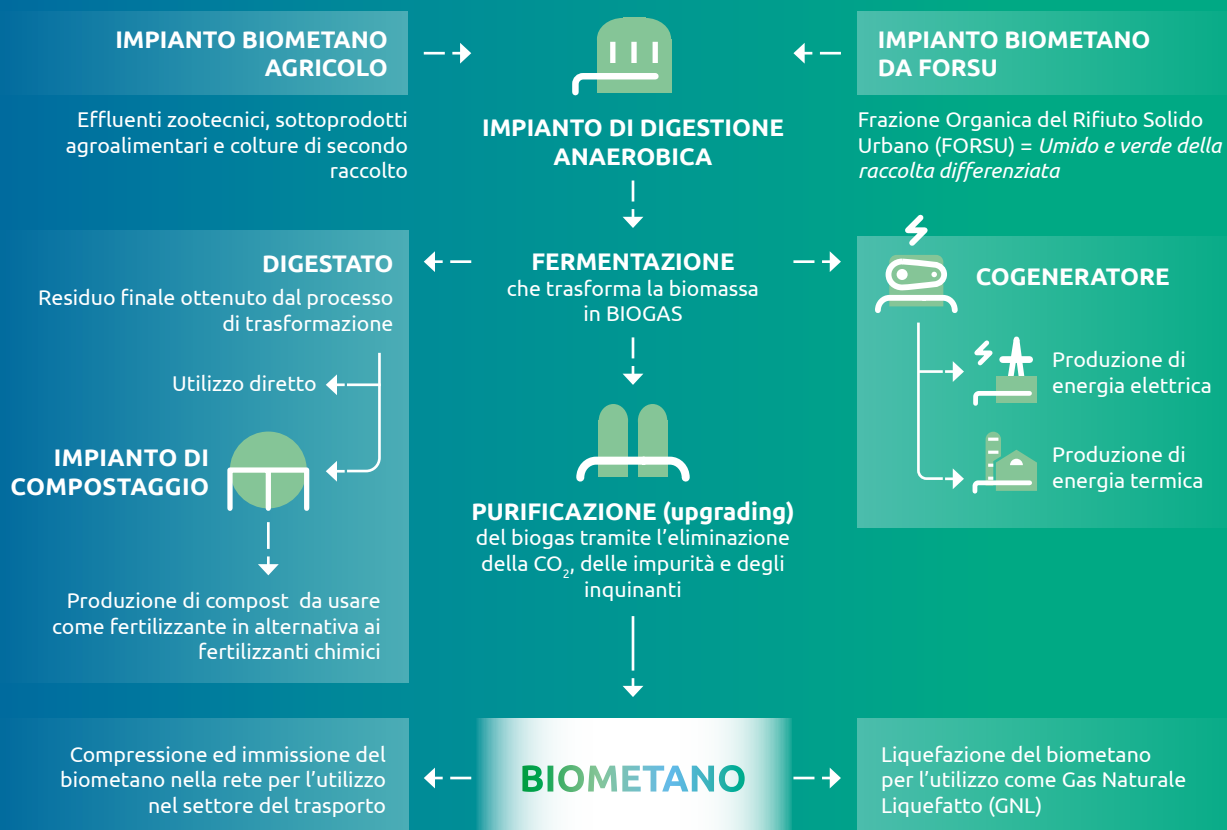 IMPIANTO BIOMETANO
AGRICOLO
Effluenti zootecnici, sottoprodotti
agroalimentari e colture di secondo
raccolto
IMPIANTO DI DIGESTIONE
ANAEROBICA
IMPIANTO BIOMETANO
DA FORSU
Frazione Organica del Rifiuto Solido
Urbano (FORSU) = Umido e verde della
raccolta differenziata
DIGESTATO
Residuo finale ottenuto dal processo
di trasformazione
Utilizzo diretto
IMPIANTO DI
COMPOSTAGGIO
Produzione di compost da usare
come fertilizzante in alternativa ai
fertilizzanti chimici
FERMENTAZIONE
che trasforma la biomassa
in BIOGAS
COGENERATORE
Produzione di
energia elettrica
Produzione di
energia termica
PURIFICAZIONE (upgrading)
del biogas tramite l'eliminazione
della CO₂, delle impurità e degli
inquinanti
Compressione ed immissione del
biometano nella rete per l'utilizzo
nel settore del trasporto
BIOMETANO
Liquefazione del biometano
per l'utilizzo come Gas Naturale
Liquefatto (GNL)